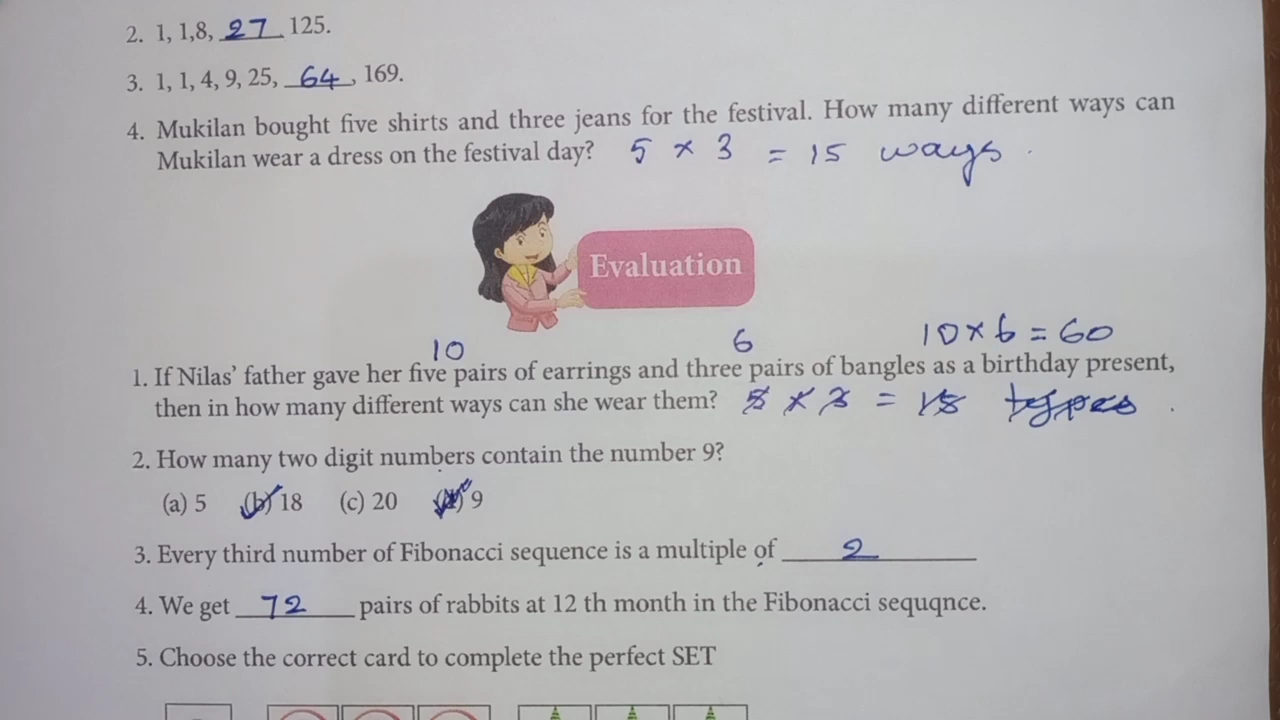 2. 1, 1,8, 27 125.
3. 1, 1, 4, 9, 25, 64, 169.
4. Mukilan bought five shirts and three jeans for the festival. How many different ways can
Mukilan wear a dress on the festival day? 5 × 3 = 15 ways.
Evaluation
10 6 10×6=60
1. If Nilas' father gave her five pairs of earrings and three pairs of bangles as a birthday present,
then in how many different ways can she wear them? 5 × 3 = 15 types.
2. How many two digit numbers contain the number 9?
(a) 5 (b) 18 (c) 20 (d) 9
3. Every third number of Fibonacci sequence is a multiple of 2
4. We get 72 pairs of rabbits at 12 th month in the Fibonacci sequqnce.
5. Choose the correct card to complete the perfect SET